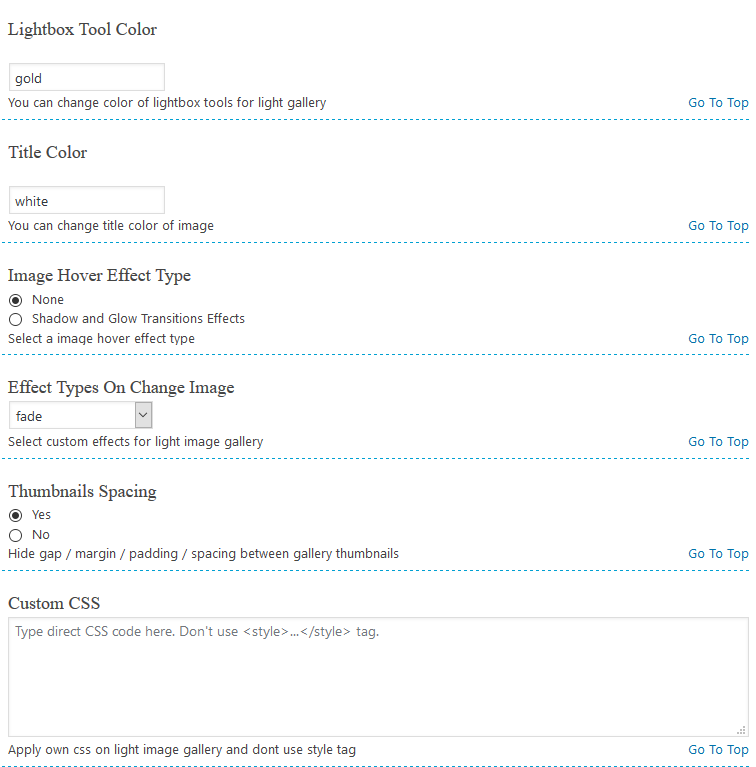 Lightbox Tool Color
gold
You can change color of lightbox tools for light gallery Go To Top
Title Color
white
You can change title color of image Go To Top
Image Hover Effect Type
None
Shadow and Glow Transitions Effects
Select a image hover effect type Go To Top
Effect Types On Change Image
fade
Select custom effects for light image gallery Go To Top
Thumbnails Spacing
Yes
No
Hide gap / margin / padding / spacing between gallery thumbnails Go To Top
Custom CSS
Type direct CSS code here. Don't use <style>...</style> tag.
Apply own css on light image gallery and dont use style tag Go To Top